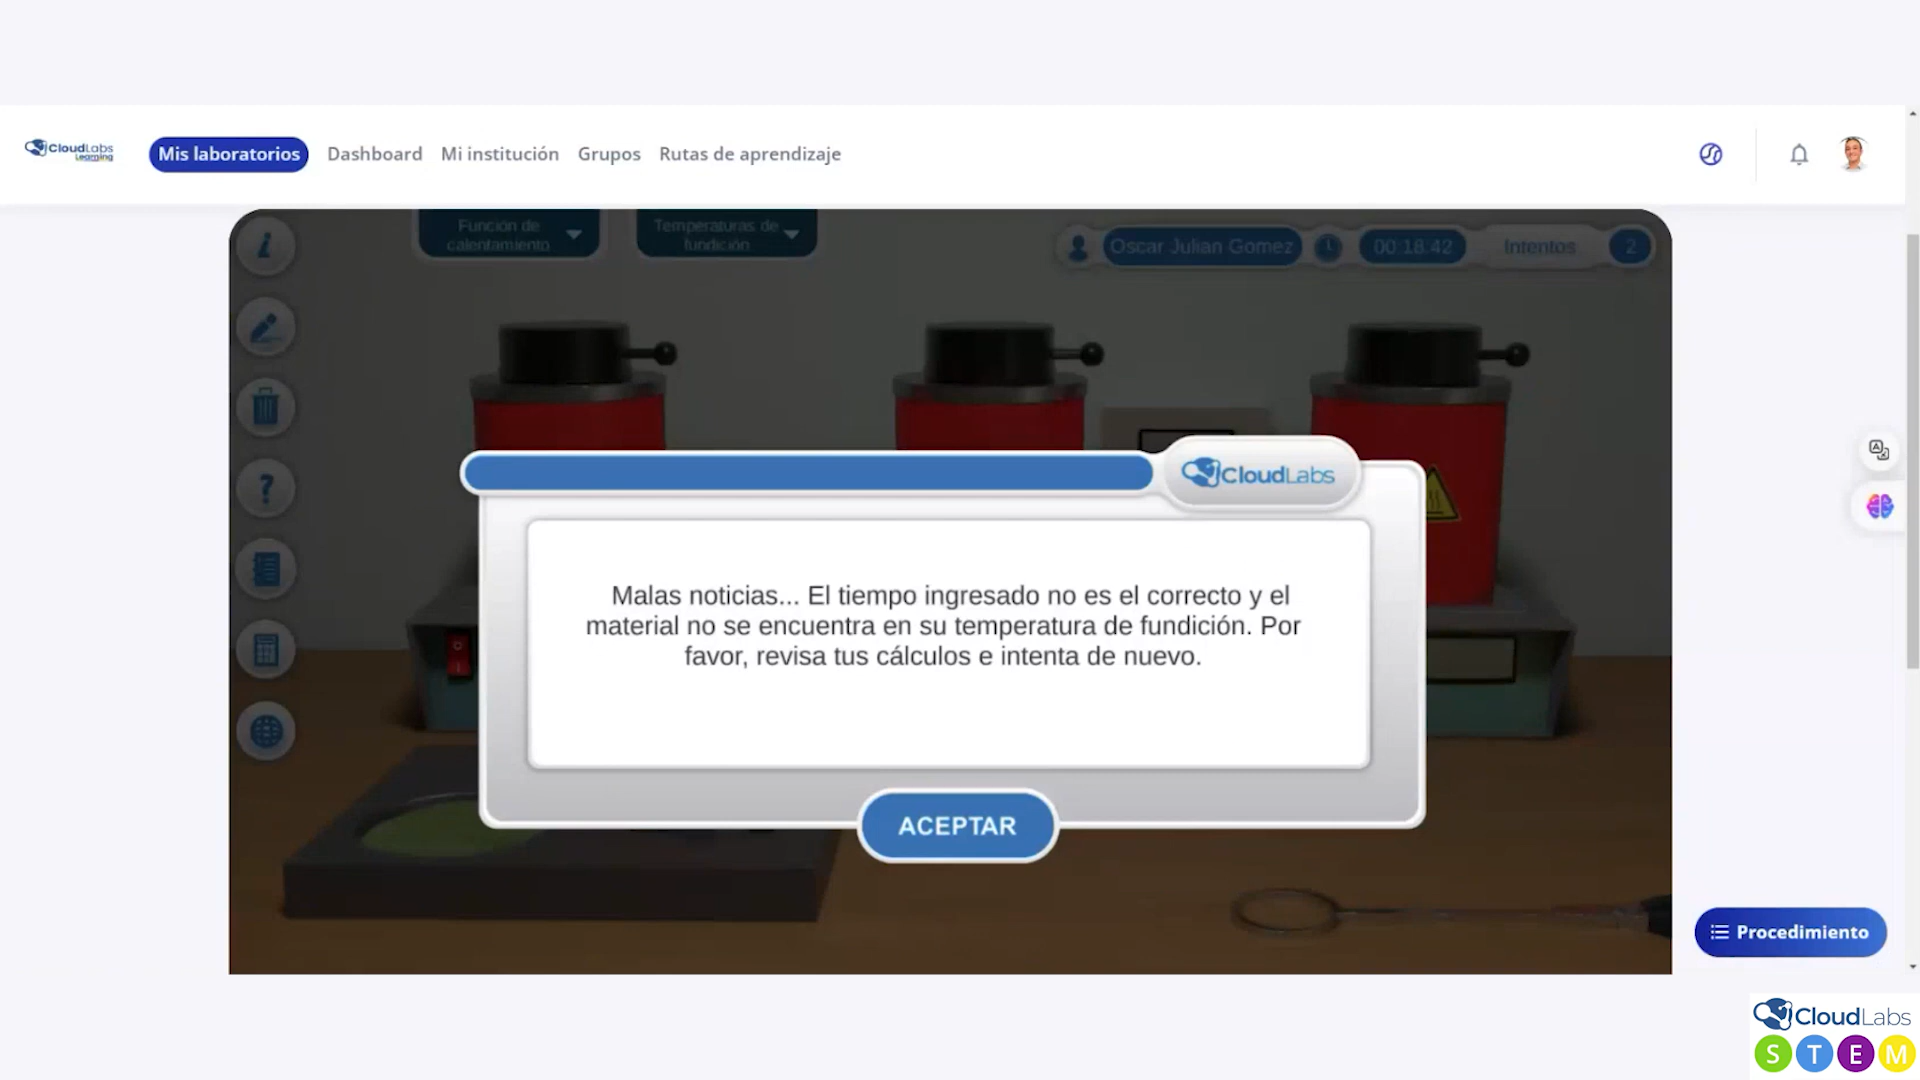 CloudLabs
Learning
Mis laboratorios
Dashboard
Mi institución
Grupos
Rutas de aprendizaje
Función de
calentamiento
Temperaturas de
fundición
Oscar Julian Gomez
00:18:42
Intentos
2
CloudLabs
Malas noticias... El tiempo ingresado no es el correcto y el
material no se encuentra en su temperatura de fundición. Por
favor, revisa tus cálculos e intenta de nuevo.
ACEPTAR
Procedimiento
CloudLabs
S T E M